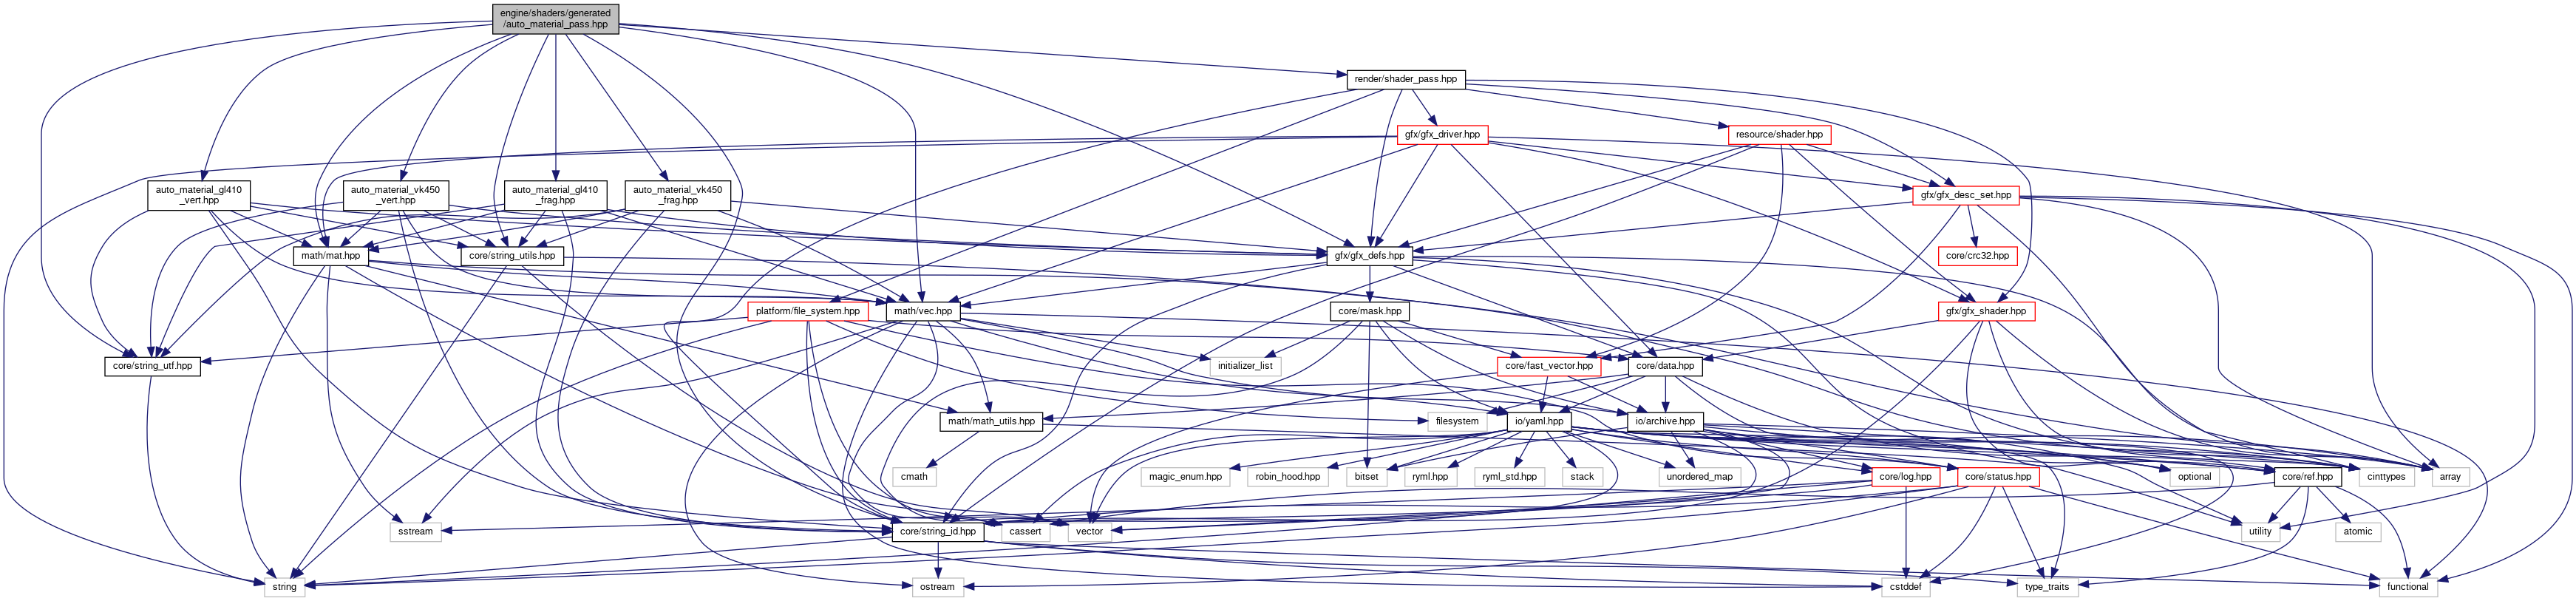 engine/shaders/generated
/auto_material_pass.hpp
render/shader_pass.hpp
gfx/gfx_driver.hpp
resource/shader.hpp
auto_material_gl410
_vert.hpp
auto_material_vk450
_vert.hpp
auto_material_gl410
_frag.hpp
auto_material_vk450
_frag.hpp
gfx/gfx_desc_set.hpp
math/mat.hpp
core/string_utils.hpp
gfx/gfx_defs.hpp
core/crc32.hpp
platform/file_system.hpp
math/vec.hpp
core/mask.hpp
gfx/gfx_shader.hpp
core/string_utf.hpp
initializer_list
core/fast_vector.hpp
core/data.hpp
math/math_utils.hpp
filesystem
io/yaml.hpp
io/archive.hpp
cmath
magic_enum.hpp
robin_hood.hpp
bitset
ryml.hpp
ryml_std.hpp
stack
unordered_map
core/log.hpp
core/status.hpp
optional
core/ref.hpp
cinttypes
array
sstream
core/string_id.hpp
cassert
vector
utility
atomic
string
ostream
cstddef
type_traits
functional